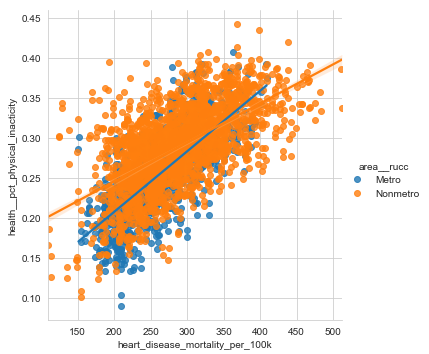 0.45
0.40
0.35
0.30
0.25
0.20
0.15
0.10
health__pct_physical_inacticity
150 200 250 300 350 400 450 500
heart_disease_mortality_per_100k
area__rucc
Metro
Nonmetro